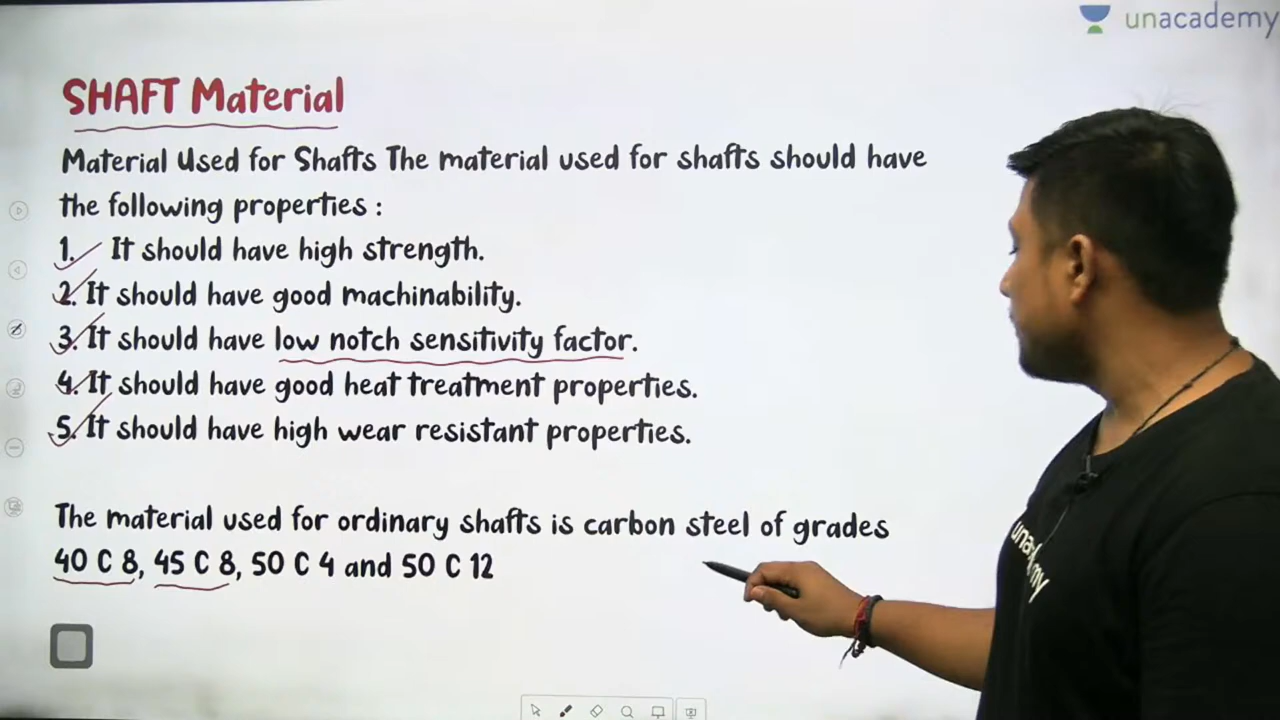 unacademy
SHAFT Material
Material Used for Shafts The material used for shafts should have
the following properties :
1. It should have high strength.
2. It should have good machinability.
3. It should have low notch sensitivity factor.
4. It should have good heat treatment properties.
5. It should have high wear resistant properties.
The material used for ordinary shafts is carbon steel of grades
40 C 8, 45 C 8, 50 C 4 and 50 C 12
unacademy